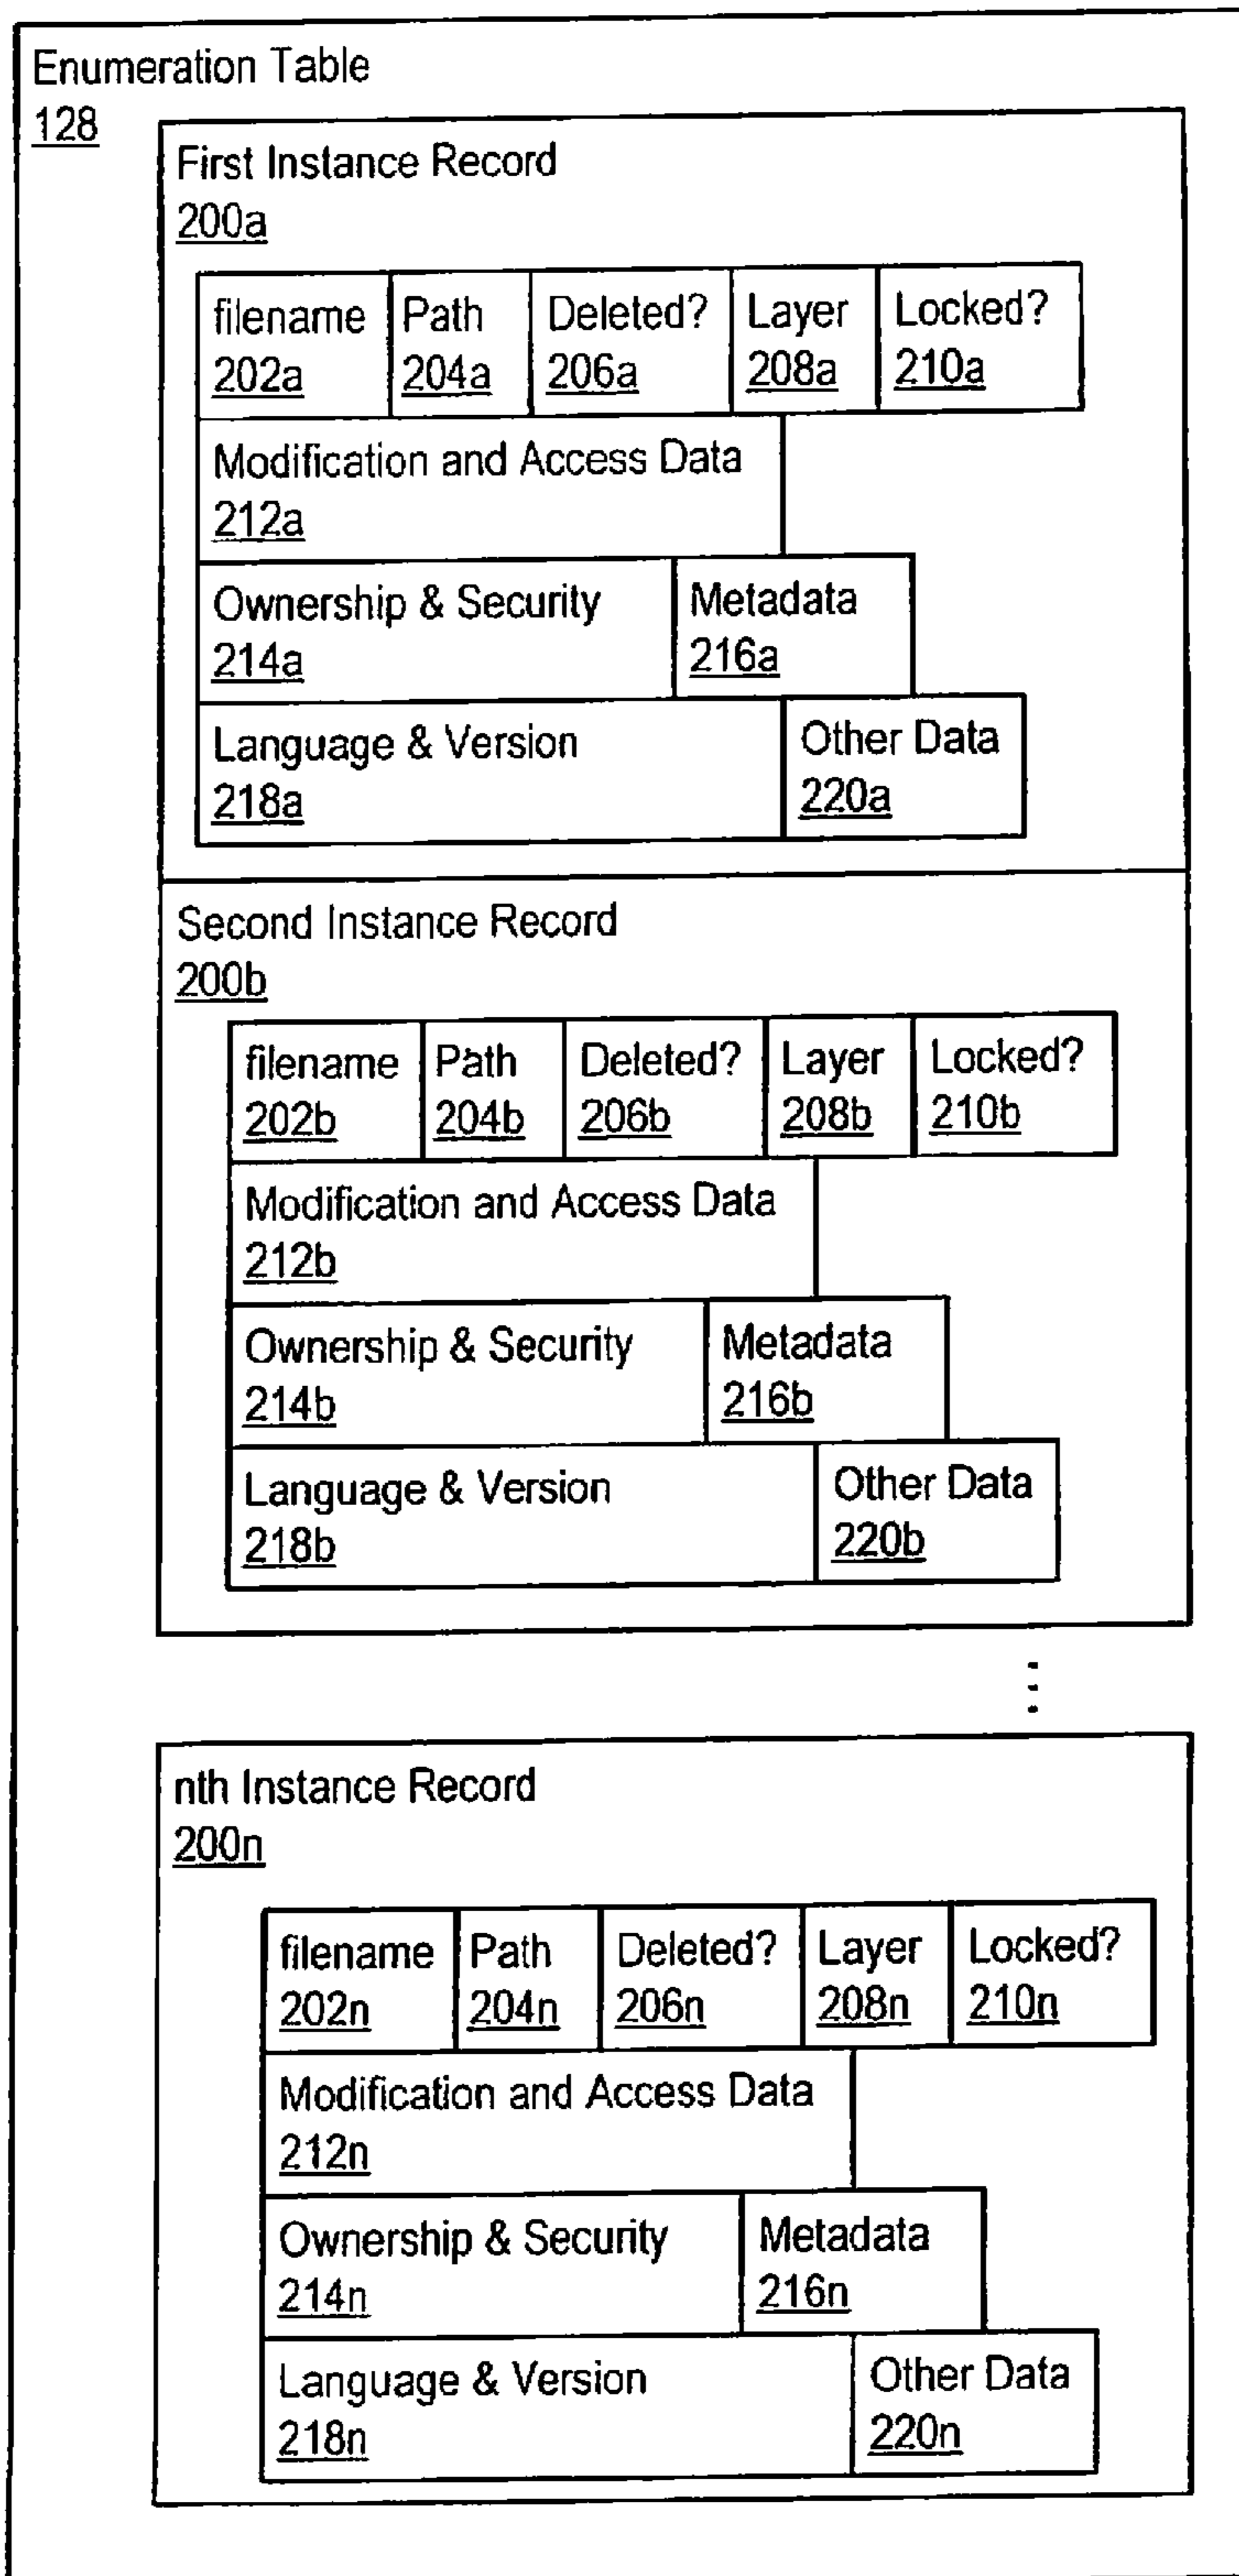 Enumeration Table
128
First Instance Record
200a
filename Path Deleted? Layer Locked?
202a 204a 206a 208a 210a
Modification and Access Data
212a
Ownership & Security Metadata
214a 216a
Language & Version Other Data
218a 220a
Second Instance Record
200b
filename Path Deleted? Layer Locked?
202b 204b 206b 208b 210b
Modification and Access Data
212b
Ownership & Security Metadata
214b 216b
Language & Version Other Data
218b 220b
nth Instance Record
200n
filename Path Deleted? Layer Locked?
202n 204n 206n 208n 210n
Modification and Access Data
212n
Ownership & Security Metadata
214n 216n
Language & Version Other Data
218n 220n